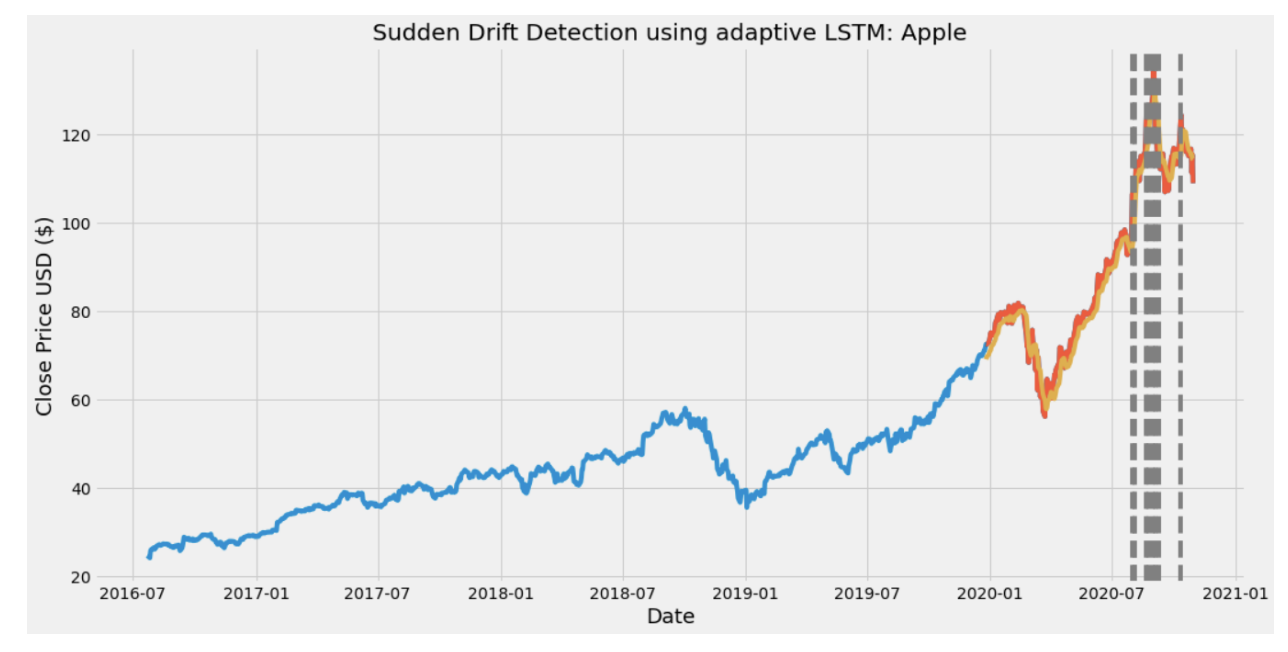 Sudden Drift Detection using adaptive LSTM: Apple
120
100
80
60
40
20
Close Price USD ($)
2016-07 2017-01 2017-07 2018-01 2018-07 2019-01 2019-07 2020-01 2020-07 2021-01
Date